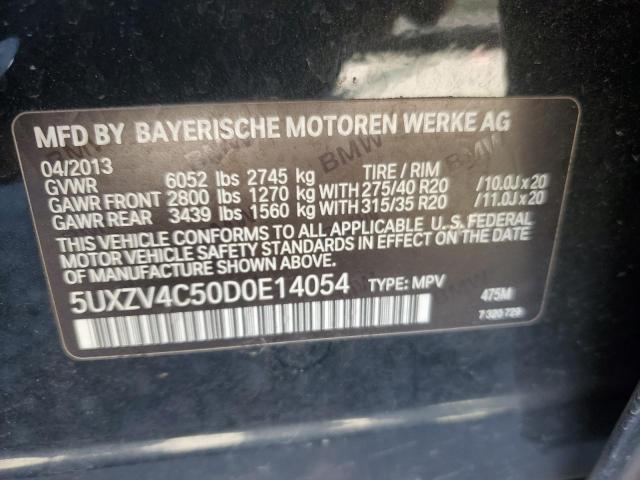 MFD BY BAYERISCHE MOTOREN WERKE AG
04/2013 TIRE / RIM
GVWR 6052 lbs 2745 kg
GAWR FRONT 2800 lbs 1270 kg WITH 275/40 R20 /10.0J x 20
GAWR REAR 3439 lbs 1560 kg WITH 315/35 R20 /11.0J x 20
THIS VEHICLE CONFORMS TO ALL APPLICABLE U.S. FEDERAL
MOTOR VEHICLE SAFETY STANDARDS IN EFFECT ON THE DATE
OF MANUFACTURE.
5UXZV4C50D0E14054 TYPE: MPV 475M
7 320 729
BMW